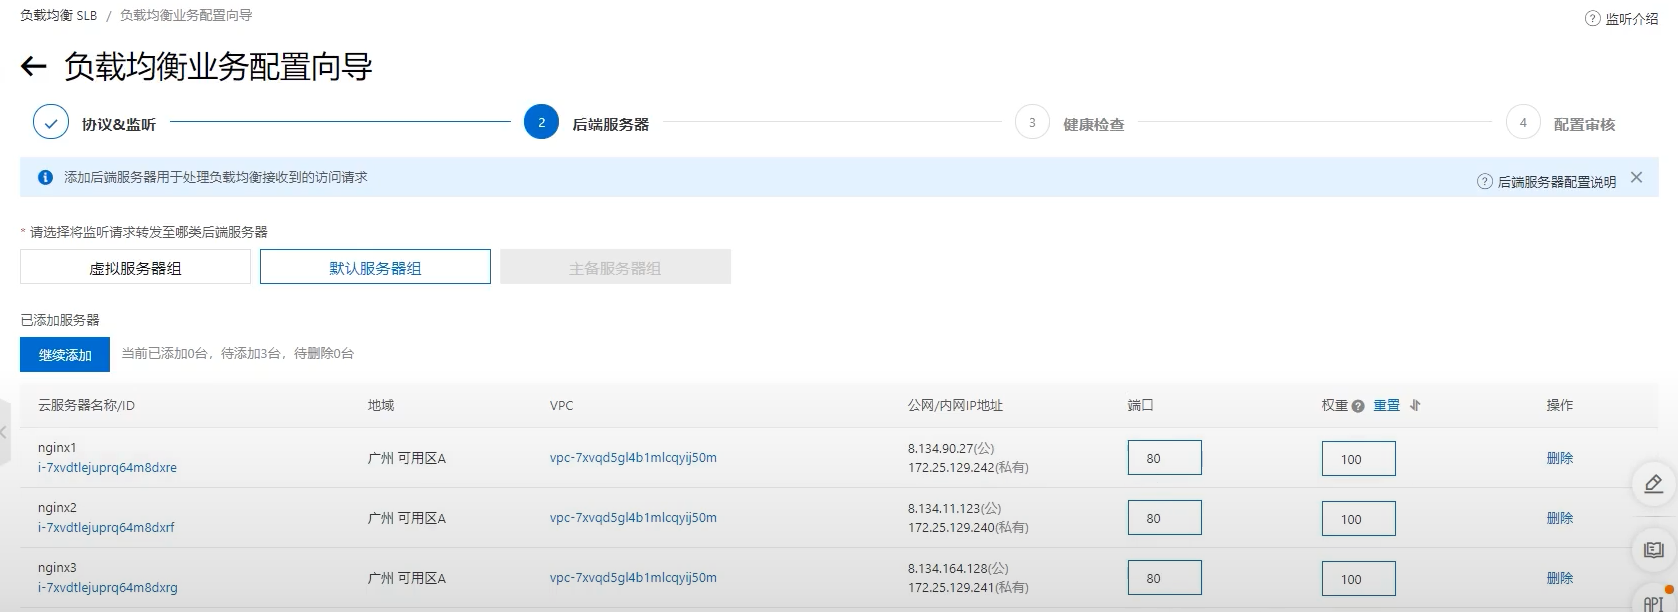 负载均衡 SLB / 负载均衡业务配置向导
? 监听介绍
← 负载均衡业务配置向导
协议&监听
2 后端服务器
3 健康检查
4 配置审核
添加后端服务器用于处理负载均衡接收到的访问请求
? 后端服务器配置说明
* 请选择将监听请求转发至哪类后端服务器
虚拟服务器组 默认服务器组 主备服务器组
已添加服务器
继续添加 当前已添加0台，待添加3台，待删除0台
云服务器名称/ID 地域 VPC 公网/内网IP地址 端口 权重 ? 重置 操作
nginx1
i-7xvdtlejuprq64m8dxre
广州 可用区A
vpc-7xvqd5gl4b1mlcqyij50m
8.134.90.27(公)
172.25.129.242(私有)
80
100
删除
nginx2
i-7xvdtlejuprq64m8dxrf
广州 可用区A
vpc-7xvqd5gl4b1mlcqyij50m
8.134.11.123(公)
172.25.129.240(私有)
80
100
删除
nginx3
i-7xvdtlejuprq64m8dxrg
广州 可用区A
vpc-7xvqd5gl4b1mlcqyij50m
8.134.164.128(公)
172.25.129.241(私有)
80
100
删除
API